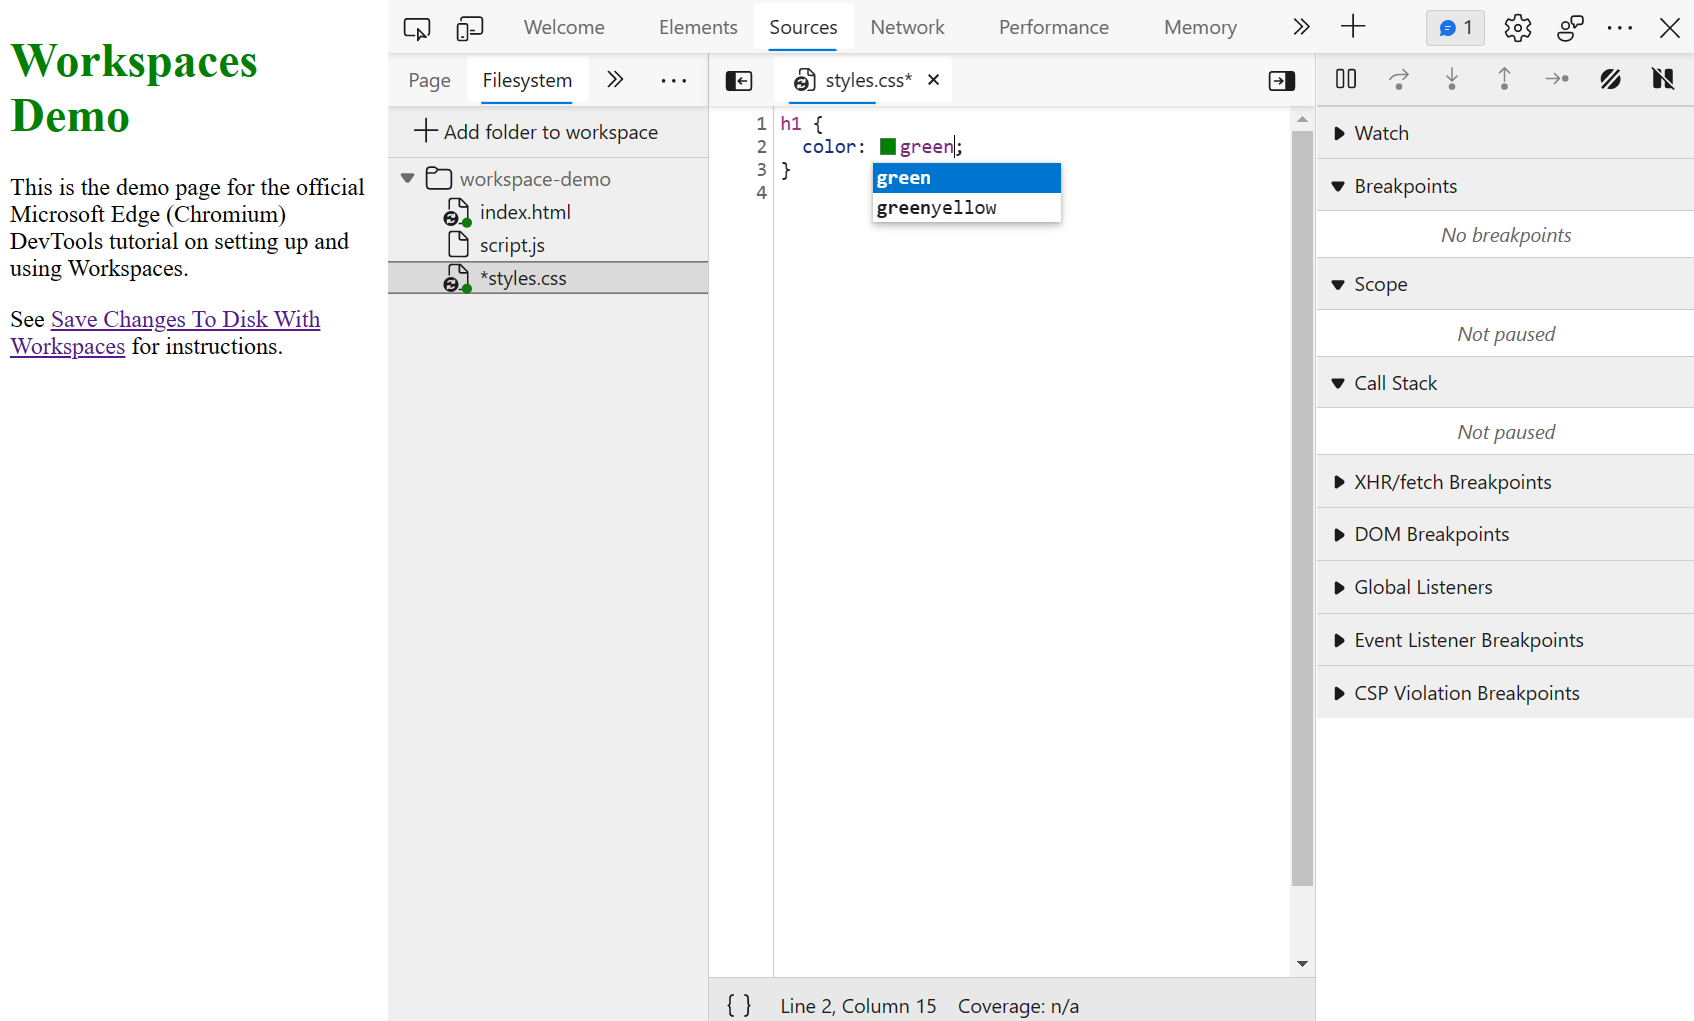 Workspaces
Demo
This is the demo page for the official
Microsoft Edge (Chromium)
DevTools tutorial on setting up and
using Workspaces.
See Save Changes To Disk With
Workspaces for instructions.
Welcome Elements Sources Network Performance Memory 1
Page Filesystem
Add folder to workspace
workspace-demo
index.html
script.js
*styles.css
styles.css*
1 h1 {
2 color: green;
3 }
4
green
greenyellow
{ } Line 2, Column 15 Coverage: n/a
Watch
Breakpoints
No breakpoints
Scope
Not paused
Call Stack
Not paused
XHR/fetch Breakpoints
DOM Breakpoints
Global Listeners
Event Listener Breakpoints
CSP Violation Breakpoints